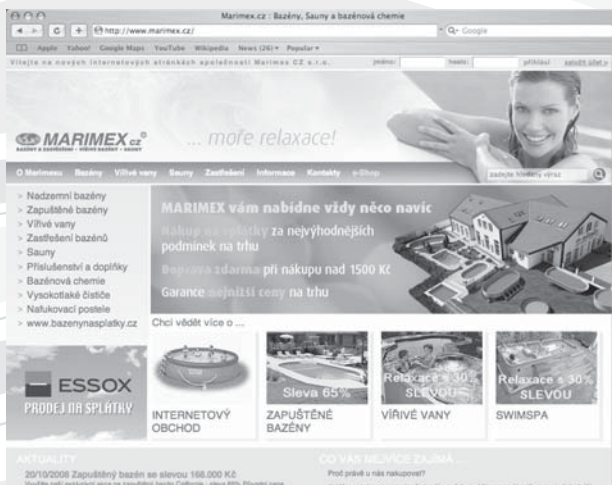 Marimex.cz : Bazény, Sauny a bazénová chemie
http://www.marimex.cz/
Google
Apple Yahoo! Google Maps YouTube Wikipedia News (26) Popular
Vítejte na nových internetových stránkách společnosti Marimex CZ s.r.o. jméno: heslo: přihlásit založit účet »
MARIMEX.cz®
BAZÉNY A ZASTŘEŠENÍ - VÍŘIVÉ BAZÉNY - SAUNY
... moře relaxace!
O Marimexu Bazény Vířivé vany Sauny Zastřešení Informace Kontakty e-Shop
zadejte hledaný výraz
> Nadzemní bazény
> Zapuštěné bazény
> Vířivé vany
> Zastřešení bazénů
> Sauny
> Příslušenství a doplňky
> Bazénová chemie
> Vysokotlaké čističe
> Nafukovací postele
> www.bazenynasplatky.cz
MARIMEX vám nabídne vždy něco navíc
Nákup na splátky za nejvýhodnějších
podmínek na trhu
Doprava zdarma při nákupu nad 1500 Kč
Garance nejnižší ceny na trhu
Chci vědět více o ...
ESSOX
PRODEJ NA SPLÁTKY
INTERNETOVÝ
OBCHOD
Sleva 65%
ZAPUŠTĚNÉ
BAZÉNY
Relaxace s 30%
SLEVOU
VÍŘIVÉ VANY
Relaxace s 30%
SLEVOU
SWIMSPA
AKTUALITY
20/10/2008 Zapuštěný bazén se slevou 168.000 Kč
CO VÁS NEJVÍCE ZAJÍMÁ...
Proč právě u nás nakupovat?